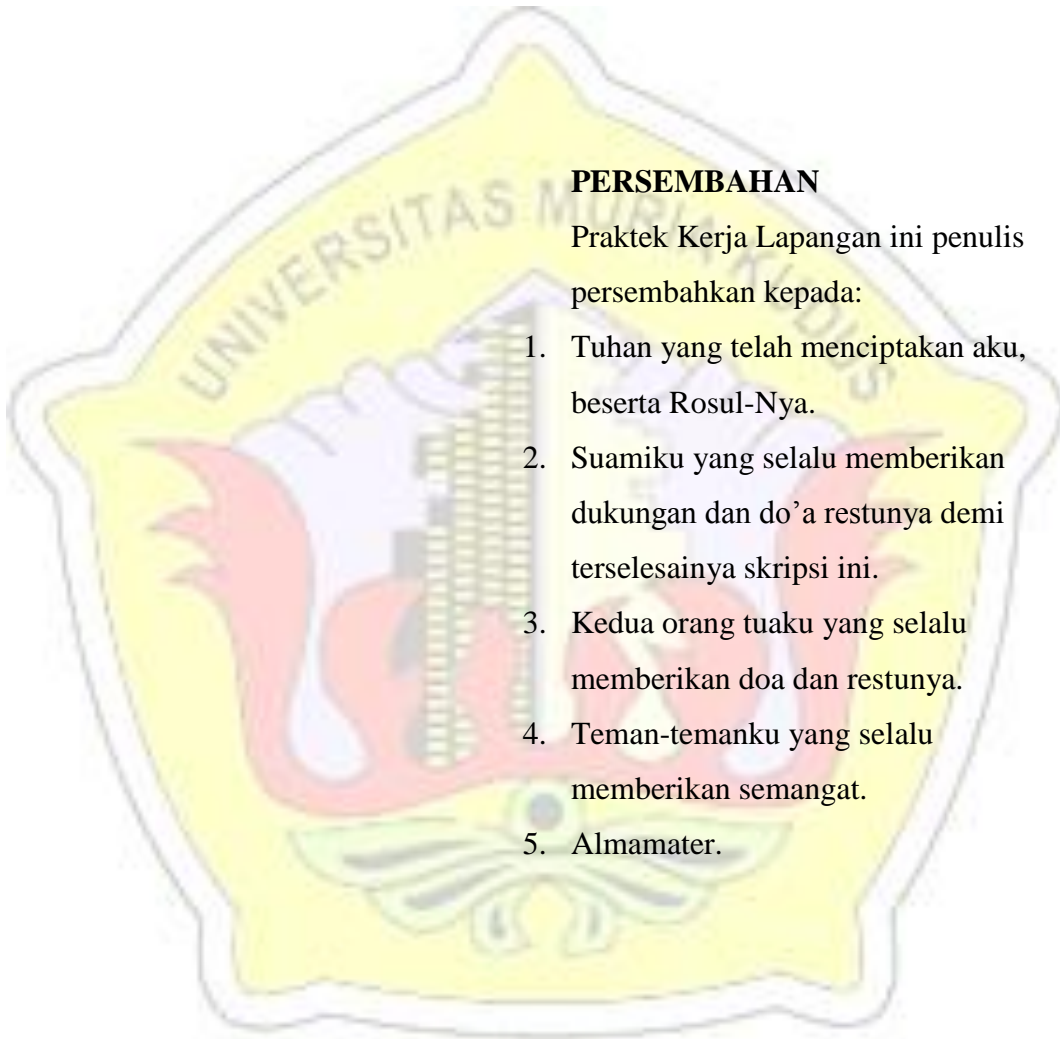 UNIVERSITAS MURIA KUDUS
PERSEMBAHAN
Praktek Kerja Lapangan ini penulis
persembahkan kepada:
1. Tuhan yang telah menciptakan aku,
beserta Rosul-Nya.
2. Suamiku yang selalu memberikan
dukungan dan do’a restunya demi
terselesainya skripsi ini.
3. Kedua orang tuaku yang selalu
memberikan doa dan restunya.
4. Teman-temanku yang selalu
memberikan semangat.
5. Almamater.